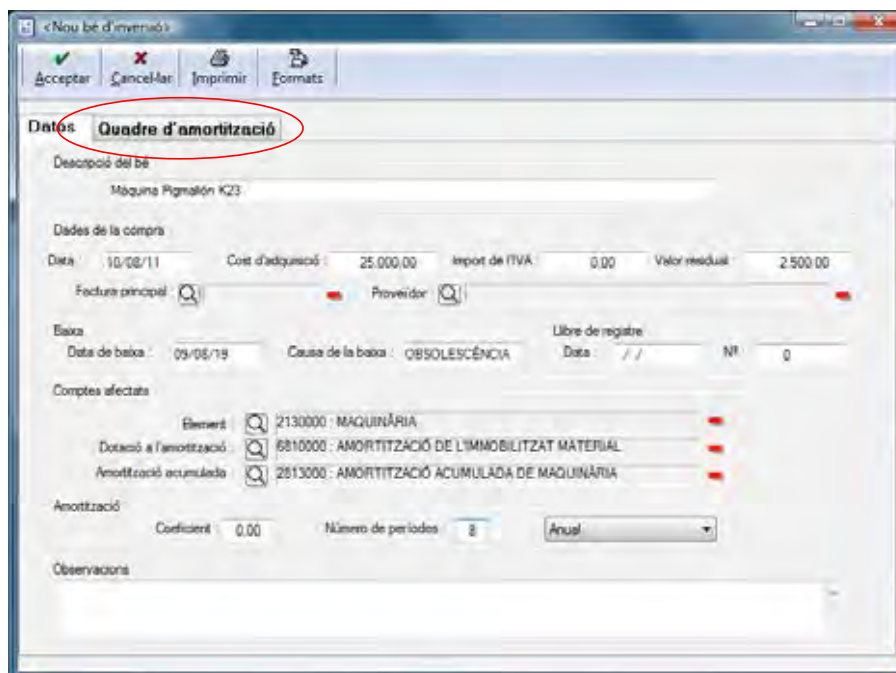 <Nou bé d'inversió>
Acceptar Cancel·lar Imprimir Formats
Datos Quadre d'amortització
Descripció del bé
Màquina Pigmalión K23
Dades de la compra
Data : 10/08/11 Cost d'adquisició : 25.000,00 Import de l'IVA : 0,00 Valor residual : 2.500,00
Factura principal : Proveïdor :
Baixa Llibre de registre
Data de baixa : 09/08/19 Causa de la baixa : OBSOLESCÈNCIA Data : / / Nº 0
Comptes afectats
Element : 2130000 : MAQUINÀRIA
Dotació a l'amortització : 6810000 : AMORTITZACIÓ DE L'IMMOBILITZAT MATERIAL
Amortització acumulada : 2813000 : AMORTITZACIÓ ACUMULADA DE MAQUINÀRIA
Amortització
Coeficient : 0.00 Número de períodos : 8 Anual
Observacions